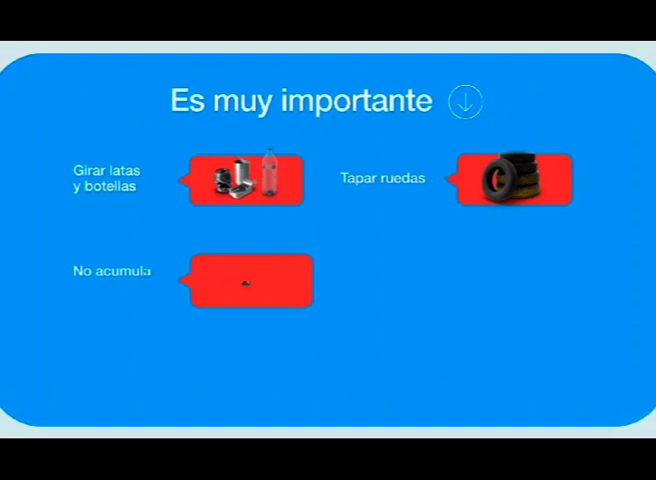 Es muy importante
Girar latas
y botellas
Tapar ruedas
No acumula